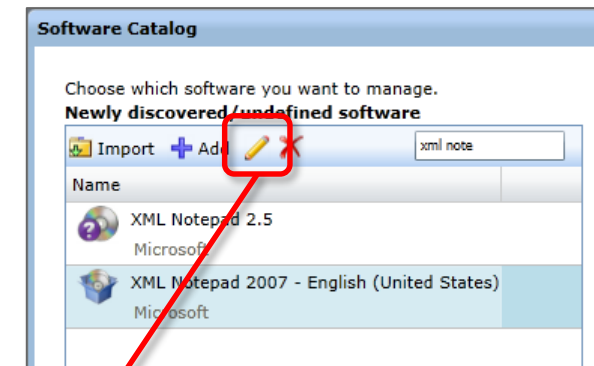 Software Catalog
Choose which software you want to manage.
Newly discovered/undefined software
Import Add xml note
Name
XML Notepad 2.5
Microsoft
XML Notepad 2007 - English (United States)
Microsoft